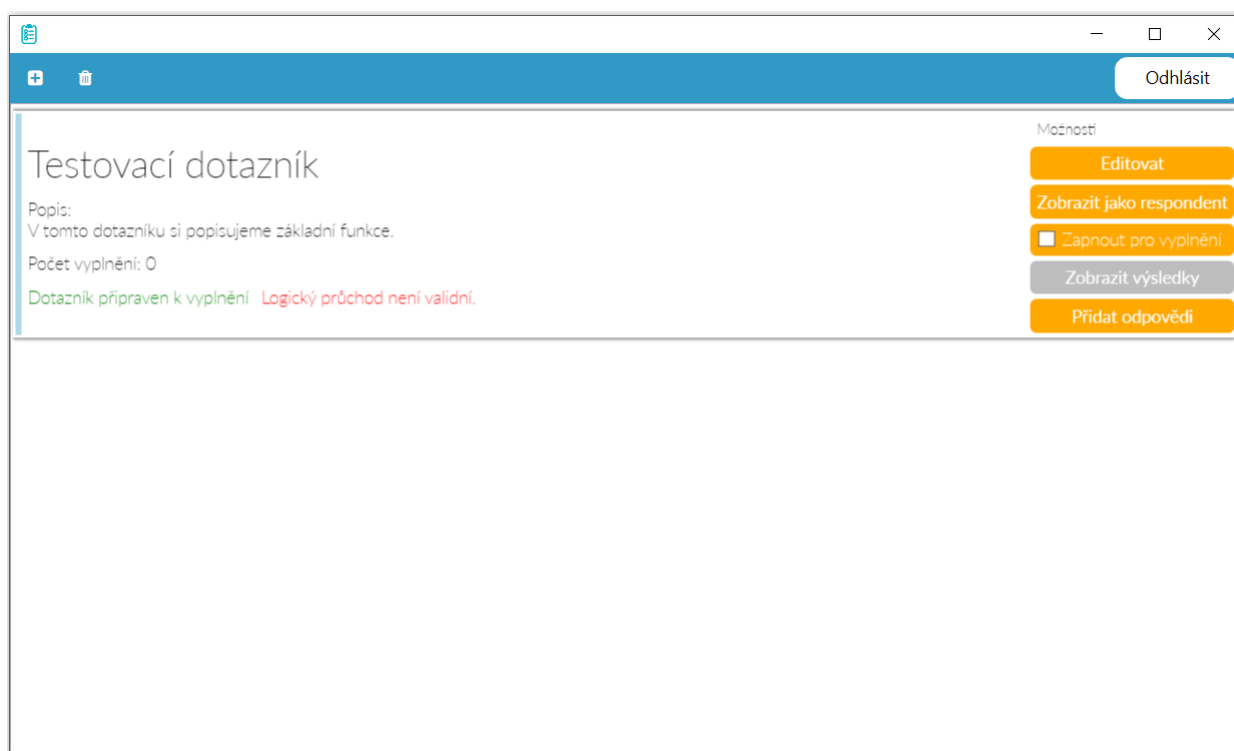 Odhlásit
Testovací dotazník
Popis:
V tomto dotazníku si popisujeme základní funkce.
Počet vyplnění: 0
Dotazník připraven k vyplnění Logický průchod není validní.
Možnosti
Editovat
Zobrazit jako respondent
Zapnout pro vyplnění
Zobrazit výsledky
Přidat odpovědi